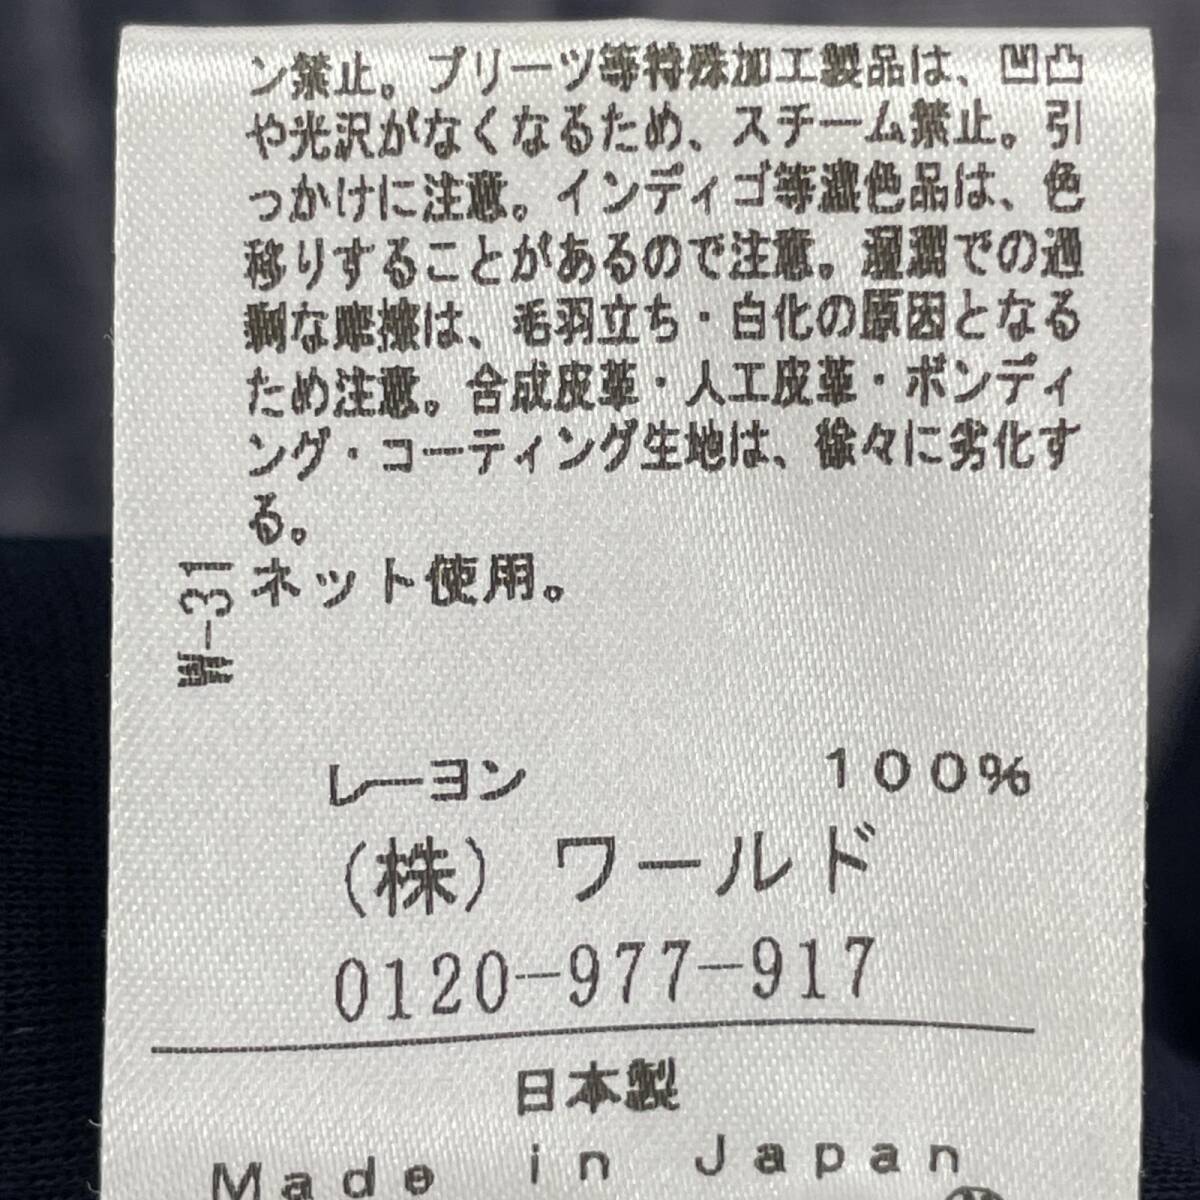 ン禁止。プリーツ等特殊加工製品は、凹凸
や光沢がなくなるため、スチーム禁止。引
っかけに注意。インディゴ等濃色品は、色
移りすることがあるので注意。湿潤での過
剰な摩擦は、毛羽立ち・白化の原因となる
ため注意。合成皮革・人工皮革・ボンディ
ング・コーティング生地は、徐々に劣化す
る。
ネット使用。
W-31
レーヨン 100%
(株) ワールド
0120-977-917
日本製
Made in Japan